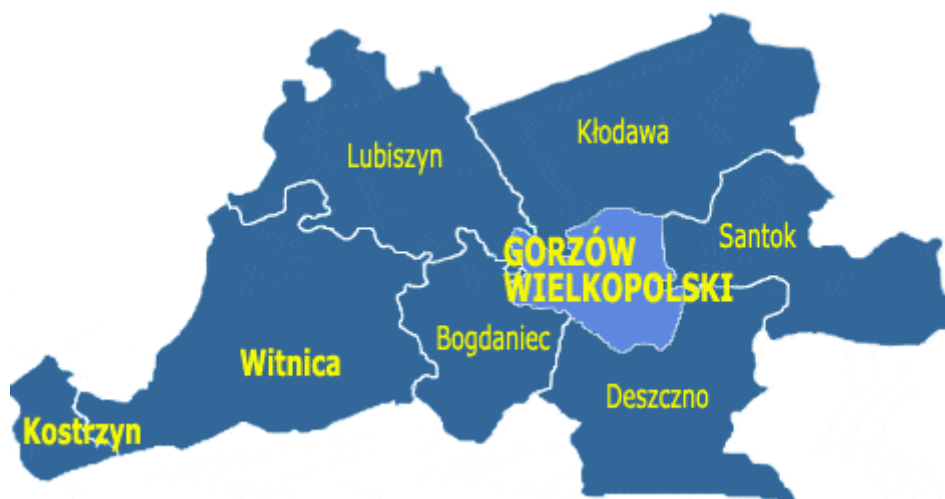 Kłodawa
Lubiszyn
Santok
GORZÓW
WIELKOPOLSKI
Bogdaniec
Witnica
Deszczno
Kostrzyn